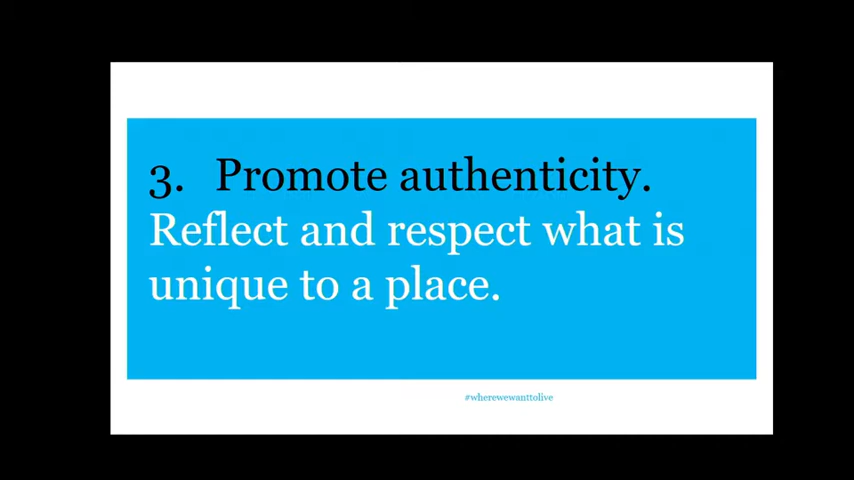 3. Promote authenticity.
Reflect and respect what is
unique to a place.
#wherewewanttolive